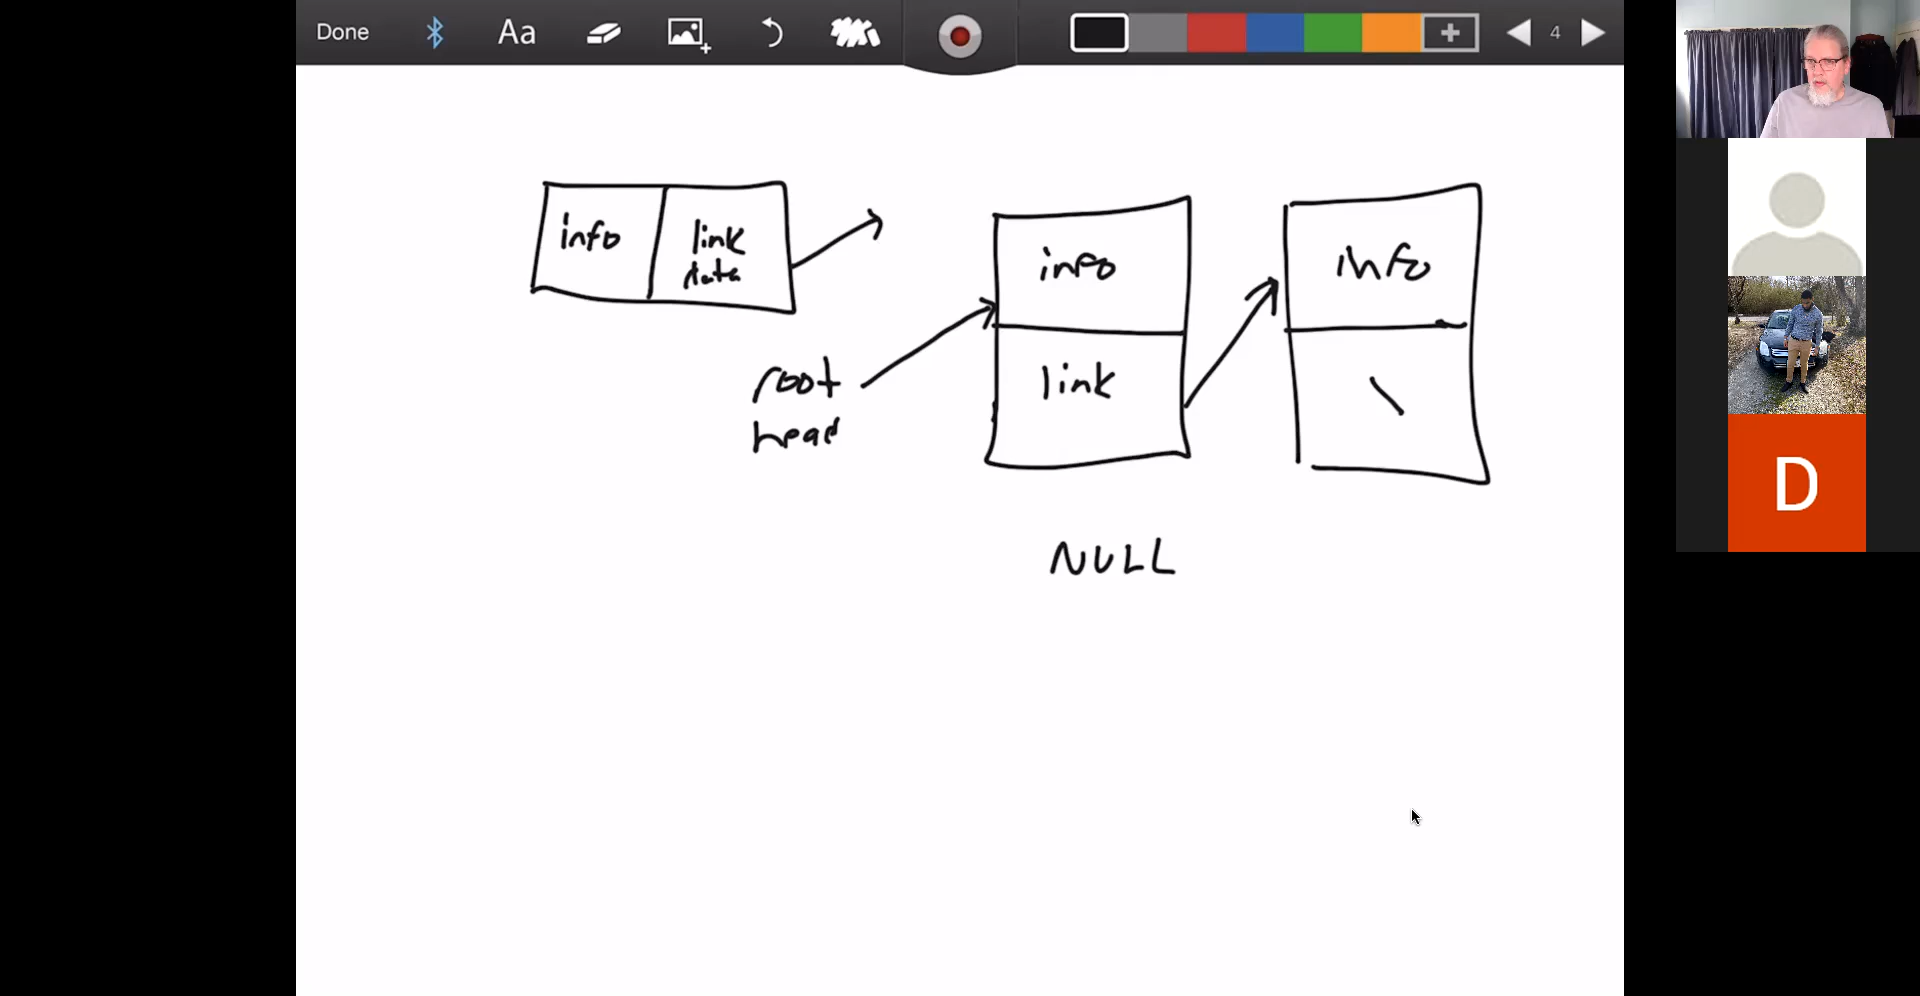 Done
Aa
4
info
link
data
info
info
root
head
link
NULL
D